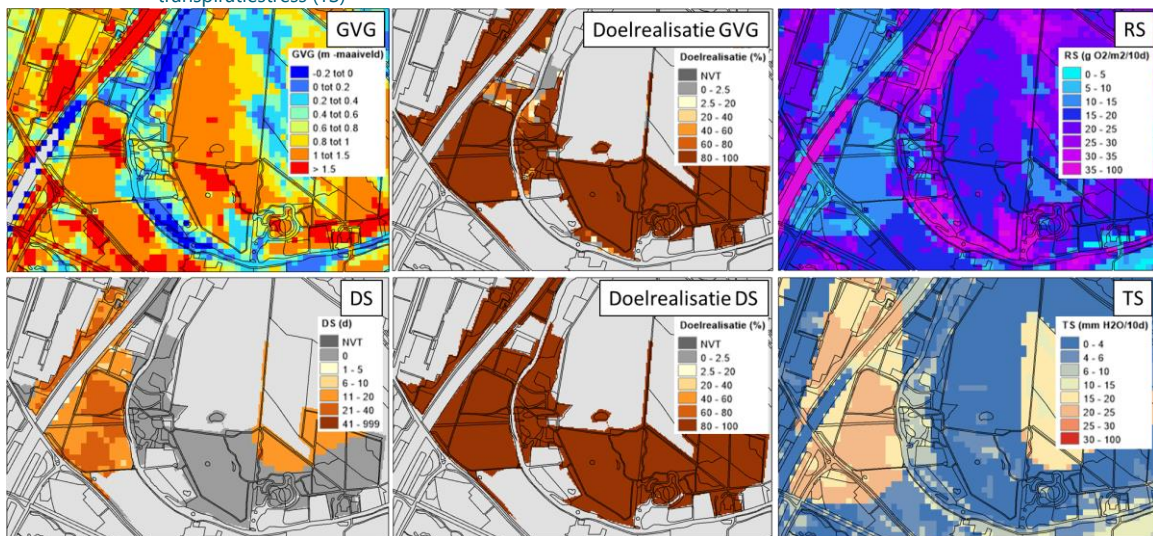 transpiratiestress (TS)
GVG
GVG (m -maaiveld)
-0.2 tot 0
0 tot 0.2
0.2 tot 0.4
0.4 tot 0.6
0.6 tot 0.8
0.8 tot 1
1 tot 1.5
> 1.5
Doelrealisatie GVG
Doelrealisatie (%)
NVT
0 - 2.5
2.5 - 20
20 - 40
40 - 60
60 - 80
80 - 100
RS
RS (g O2/m2/10d)
0 - 5
5 - 10
10 - 15
15 - 20
20 - 25
25 - 30
30 - 35
35 - 100
DS
DS (d)
NVT
0
1 - 5
6 - 10
11 - 20
21 - 40
41 - 999
Doelrealisatie DS
Doelrealisatie (%)
NVT
0 - 2.5
2.5 - 20
20 - 40
40 - 60
60 - 80
80 - 100
TS
TS (mm H2O/10d)
0 - 4
4 - 6
6 - 10
10 - 15
15 - 20
20 - 25
25 - 30
30 - 100